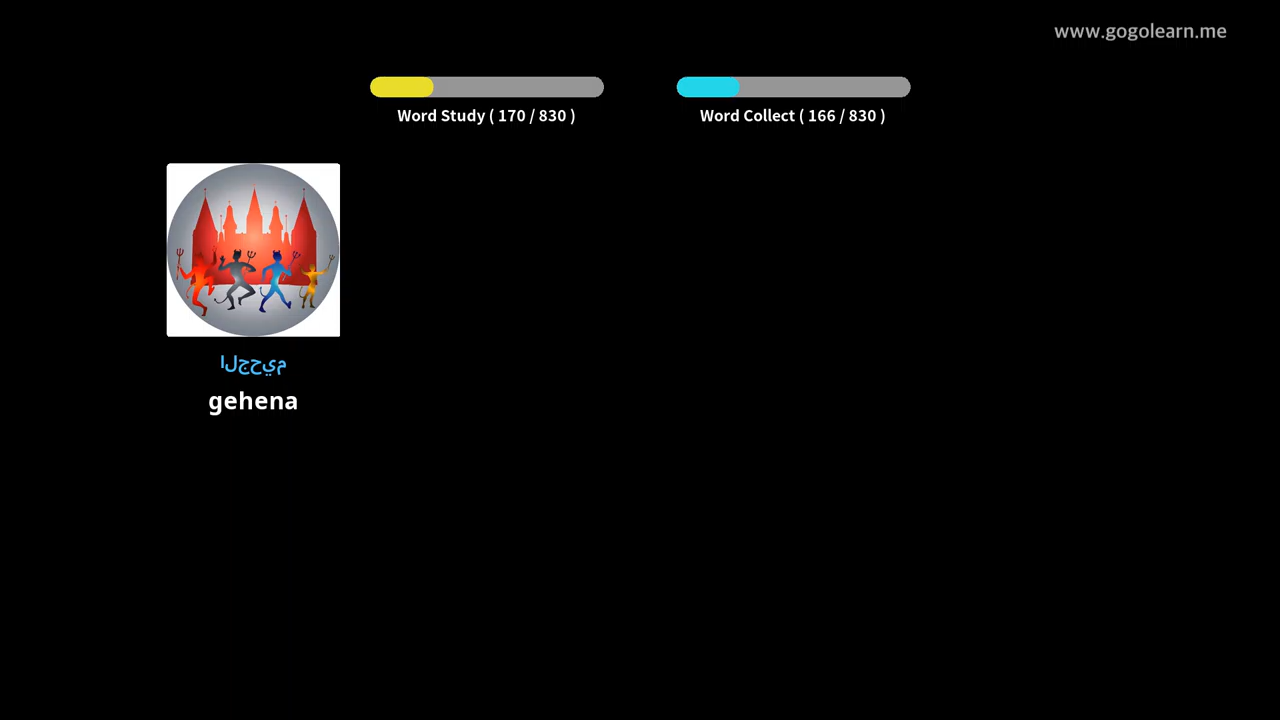 www.gogolearn.me
Word Study ( 170 / 830 )
Word Collect ( 166 / 830 )
الجحيم
gehena